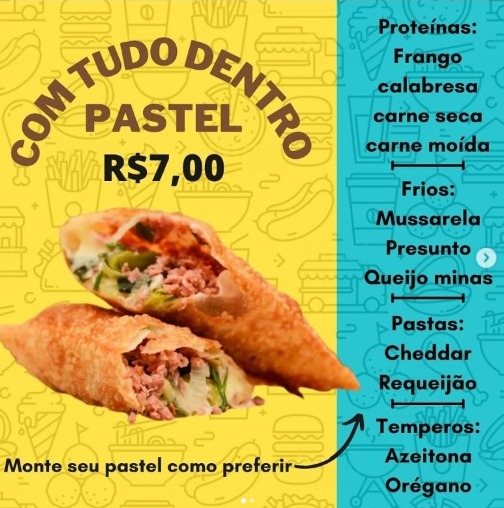 COM TUDO DENTRO
PASTEL
R$7,00
Monte seu pastel como preferir
Proteínas:
Frango
calabresa
carne seca
carne moída
Frios:
Mussarela
Presunto
Queijo minas
Pastas:
Cheddar
Requeijão
Temperos:
Azeitona
Orégano